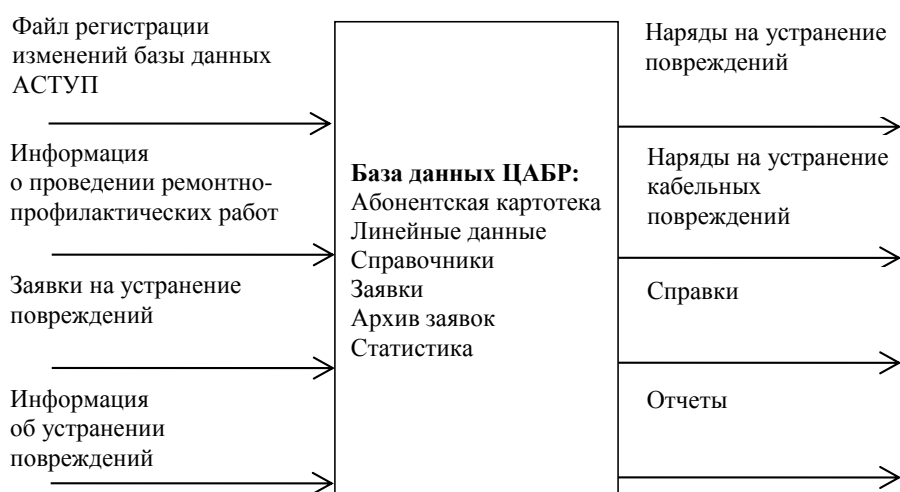 Файл регистрации
изменений базы данных
АСТУП
Информация
о проведении ремонтно-
профилактических работ
Заявки на устранение
повреждений
Информация
об устранении
повреждений
База данных ЦАБР:
Абонентская картотека
Линейные данные
Справочники
Заявки
Архив заявок
Статистика
Наряды на устранение
повреждений
Наряды на устранение
кабельных
повреждений
Справки
Отчеты